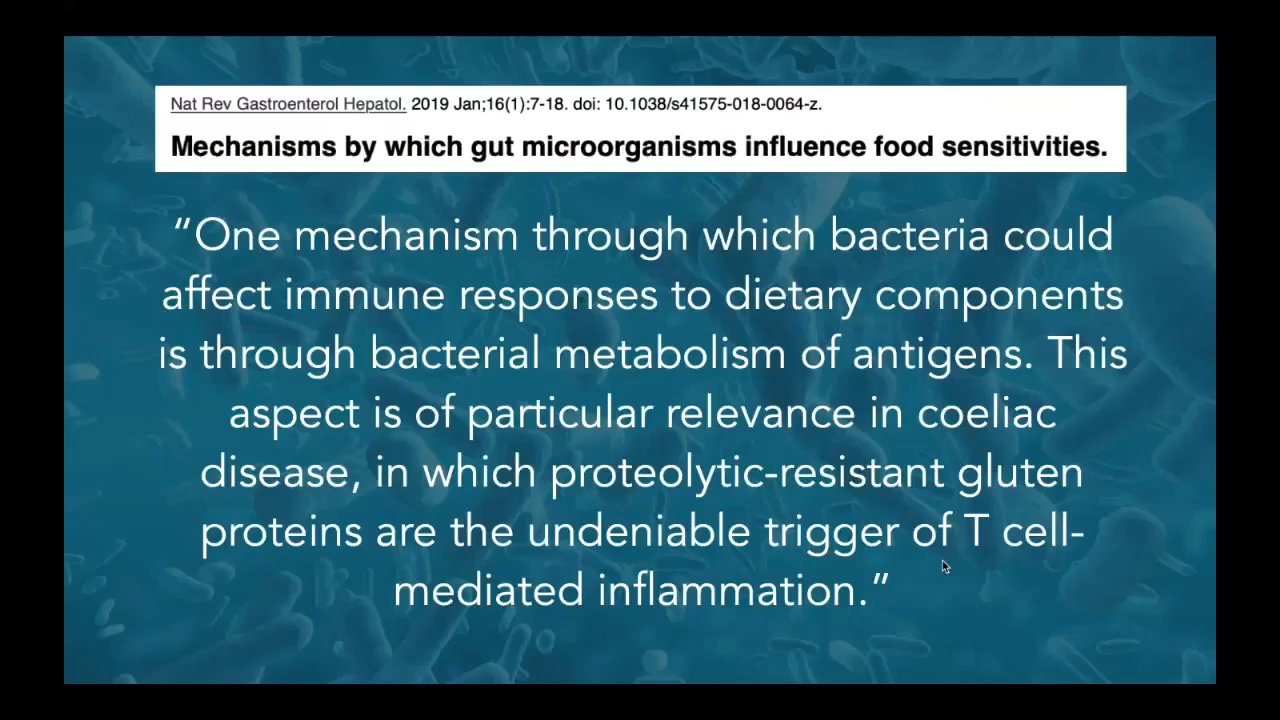 Nat Rev Gastroenterol Hepatol. 2019 Jan;16(1):7-18. doi: 10.1038/s41575-018-0064-z.
Mechanisms by which gut microorganisms influence food sensitivities.
“One mechanism through which bacteria could
affect immune responses to dietary components
is through bacterial metabolism of antigens. This
aspect is of particular relevance in coeliac
disease, in which proteolytic-resistant gluten
proteins are the undeniable trigger of T cell-
mediated inflammation.”